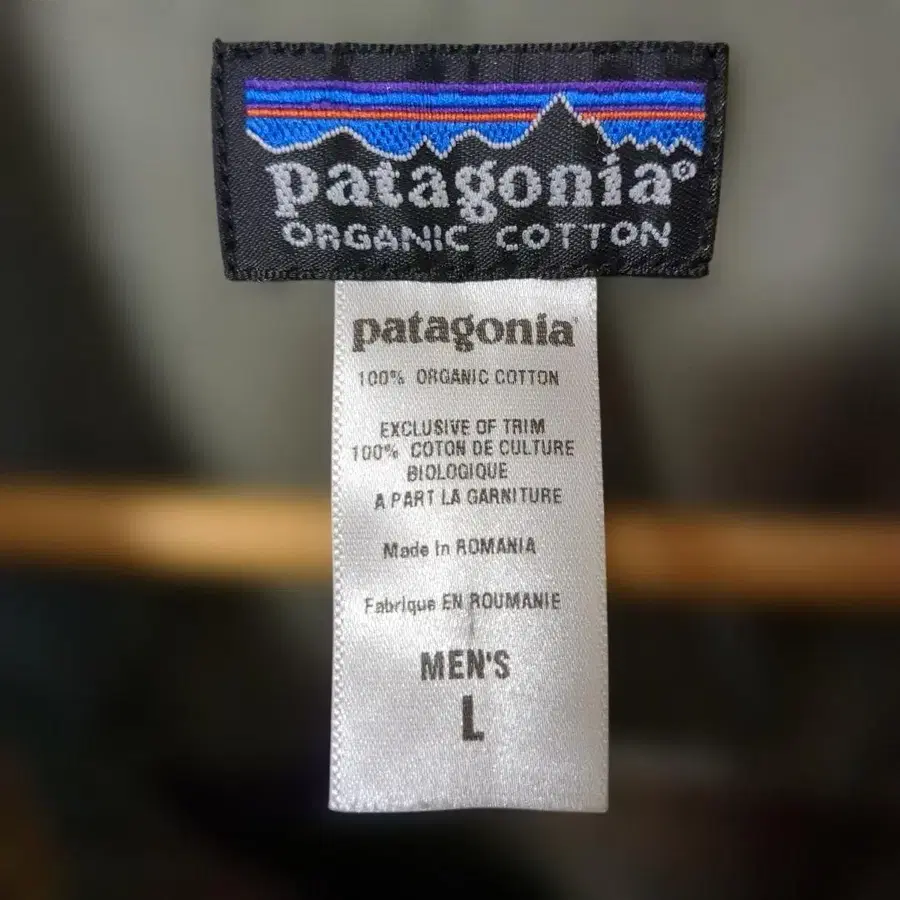 patagonia®
ORGANIC COTTON
patagonia®
100% ORGANIC COTTON
EXCLUSIVE OF TRIM
100% COTON DE CULTURE
BIOLOGIQUE
A PART LA GARNITURE
Made In ROMANIA
Fabrique EN ROUMANIE
MEN'S
L